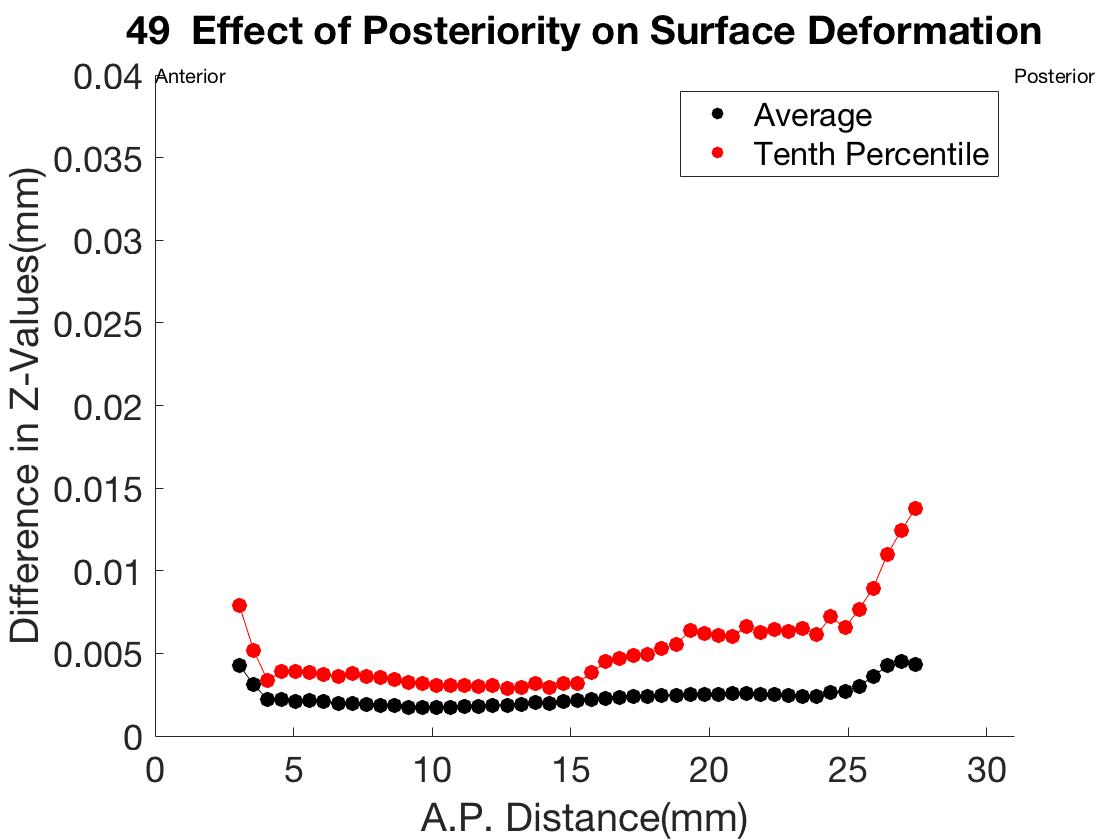 49  Effect of Posteriority on Surface Deformation
Anterior
Posterior
Average
Tenth Percentile
0.04
0.035
0.03
0.025
0.02
0.015
0.01
0.005
0
Difference in Z-Values(mm)
0 5 10 15 20 25 30
A.P. Distance(mm)